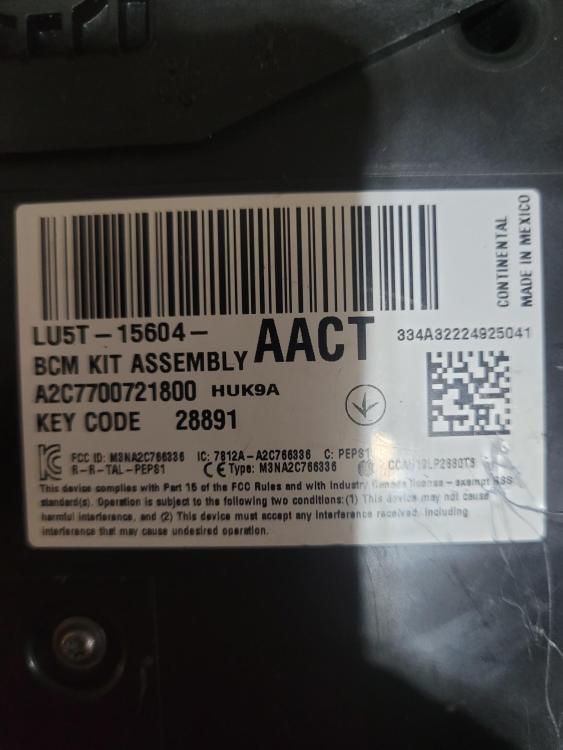 CONTINENTAL
MADE IN MEXICO
LU5T-15604-
AACT
334A32224925041
BCM KIT ASSEMBLY
A2C7700721800 HUK9A
KEY CODE 28891
FCC ID: M3NA2C766336 IC: 7812A-A2C766336 C: PEPS1
R-R-TAL-PEPS1 CE Type: M3NA2C766336
This device complies with Part 15 of the FCC Rules and with Industry Canada license-exempt RSS
standard(s). Operation is subject to the following two conditions: (1) This device may not cause
harmful interference, and (2) This device must accept any interference received, including
interference that may cause undesired operation.